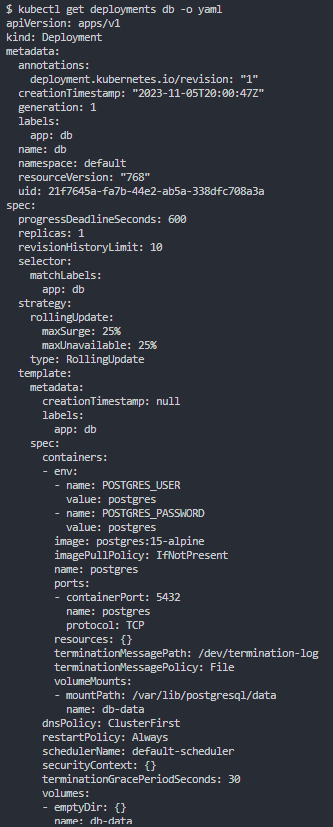 $ kubectl get deployments db -o yaml
apiVersion: apps/v1
kind: Deployment
metadata:
  annotations:
    deployment.kubernetes.io/revision: "1"
  creationTimestamp: "2023-11-05T20:00:47Z"
  generation: 1
  labels:
    app: db
  name: db
  namespace: default
  resourceVersion: "768"
  uid: 21f7645a-fa7b-44e2-ab5a-338dfc708a3a
spec:
  progressDeadlineSeconds: 600
  replicas: 1
  revisionHistoryLimit: 10
  selector:
    matchLabels:
      app: db
  strategy:
    rollingUpdate:
      maxSurge: 25%
      maxUnavailable: 25%
    type: RollingUpdate
  template:
    metadata:
      creationTimestamp: null
      labels:
        app: db
    spec:
      containers:
      - env:
        - name: POSTGRES_USER
          value: postgres
        - name: POSTGRES_PASSWORD
          value: postgres
        image: postgres:15-alpine
        imagePullPolicy: IfNotPresent
        name: postgres
        ports:
        - containerPort: 5432
          name: postgres
          protocol: TCP
        resources: {}
        terminationMessagePath: /dev/termination-log
        terminationMessagePolicy: File
        volumeMounts:
        - mountPath: /var/lib/postgresql/data
          name: db-data
      dnsPolicy: ClusterFirst
      restartPolicy: Always
      schedulerName: default-scheduler
      securityContext: {}
      terminationGracePeriodSeconds: 30
      volumes:
      - emptyDir: {}
        name: db-data